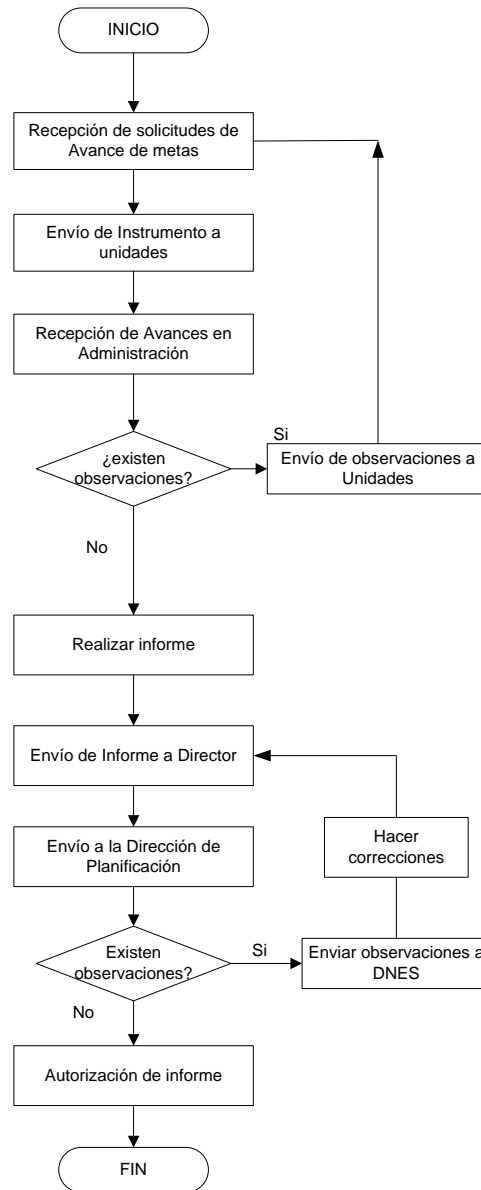 INICIO
Recepción de solicitudes de
Avance de metas
Envío de Instrumento a
unidades
Recepción de Avances en
Administración
¿existen
observaciones?
Si
Envío de observaciones a
Unidades
No
Realizar informe
Envío de Informe a Director
Envío a la Dirección de
Planificación
Hacer
correcciones
Existen
observaciones?
Si
Enviar observaciones a
DNES
No
Autorización de informe
FIN